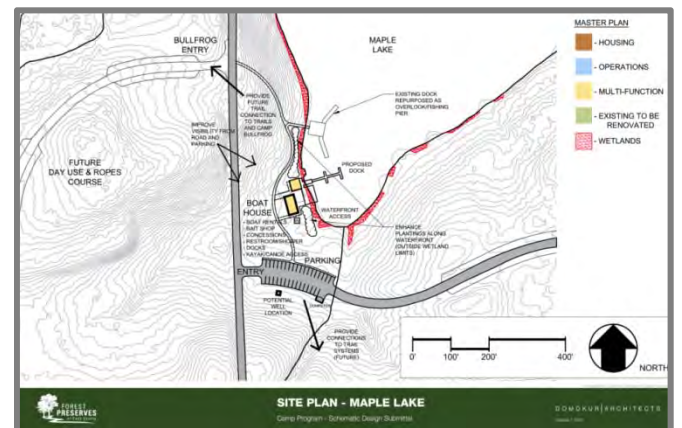 BULLFROG
ENTRY
MAPLE
LAKE
MASTER PLAN
- HOUSING
- OPERATIONS
- MULTI-FUNCTION
- EXISTING TO BE
RENOVATED
- WETLANDS
EXISTING DOCK
REPURPOSED AS
OVERLOOK/FISHING
PIER
PROVIDE
FUTURE
TRAIL
CONNECTION
TO TRAILS
AND CAMP
BULLFROG
IMPROVE
VISIBILITY FROM
ROAD AND
PARKING
FUTURE
DAY USE & ROPES
COURSE
PROPOSED
DOCK
BOAT
HOUSE
- BOAT RENTALS
- BAIT SHOP
- CONCESSIONS
- RESTROOM/SHOWER
- DOCKS
- KAYAK/CANOE ACCESS
WATERFRONT
ACCESS
ENHANCE
PLANTINGS ALONG
WATERFRONT
(OUTSIDE WETLAND
LIMITS)
PARKING
ENTRY
POTENTIAL
WELL
LOCATION
PROVIDE
CONNECTIONS
TO TRAIL
SYSTEMS
(FUTURE)
0' 100' 200' 400'
NORTH
FOREST
PRESERVES
SITE PLAN - MAPLE LAKE
Camp Program - Schematic Design Submittal
DOMOKUR|ARCHITECTS